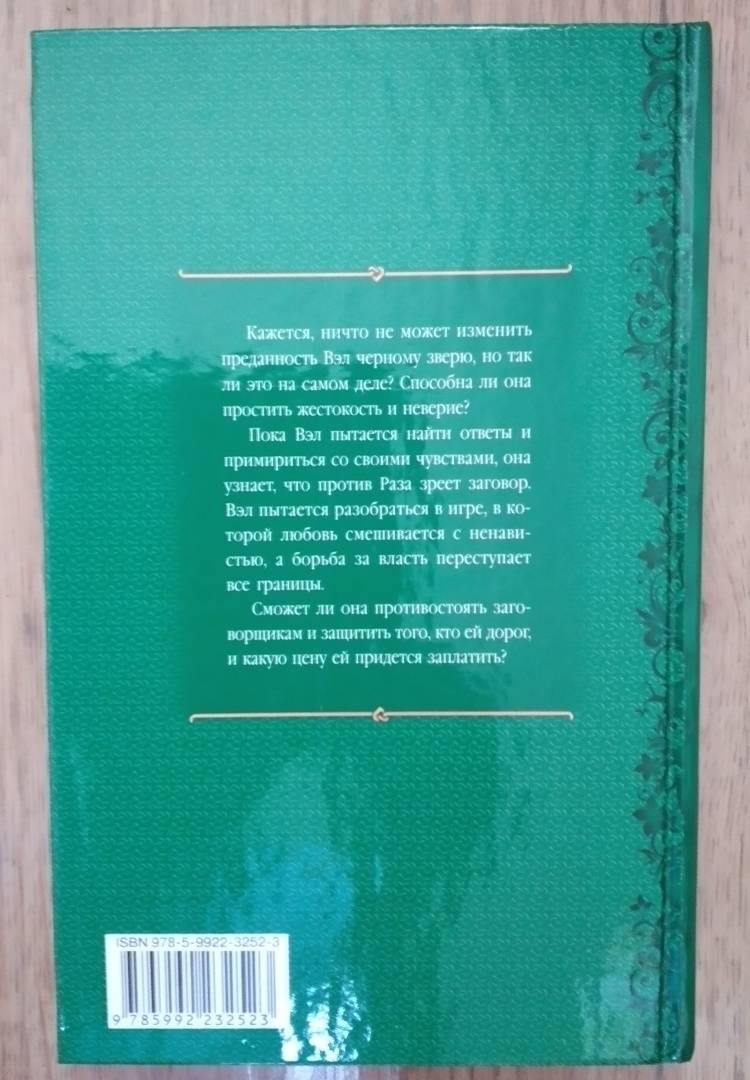 Кажется, ничто не может изменить
преданность Вэл черному зверю, но так
ли это на самом деле? Способна ли она
простить жестокость и неверие?
Пока Вэл пытается найти ответы и
примириться со своими чувствами, она
узнает, что против Раза зреет заговор.
Вэл пытается разобраться в игре, в ко-
торой любовь смешивается с ненави-
стью, а борьба за власть переступает
все границы.
Сможет ли она противостоять заго-
ворщикам и защитить того, кто ей дорог,
и какую цену ей придется заплатить?
ISBN 978-5-9922-3252-3
9 785992 232523